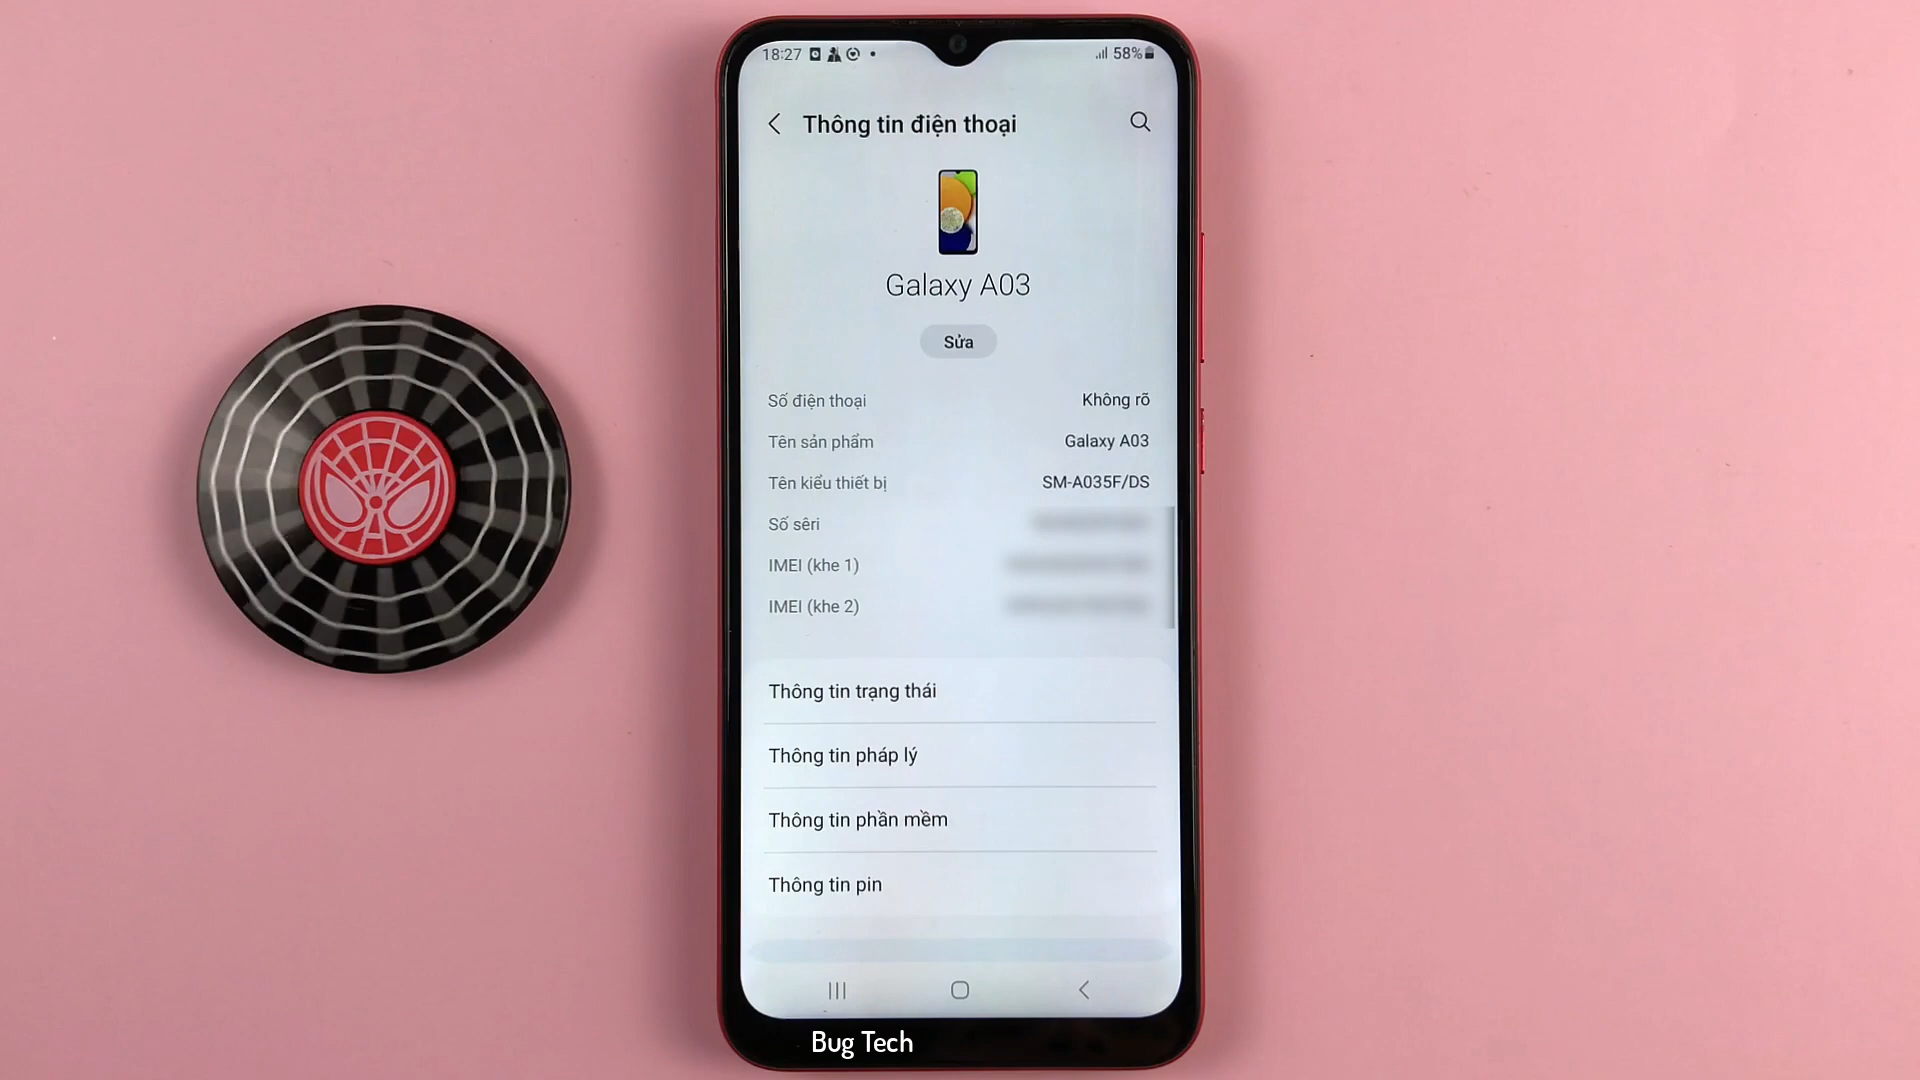 18:27
58%
Thông tin điện thoại
Galaxy A03
Sửa
Số điện thoại Không rõ
Tên sản phẩm Galaxy A03
Tên kiểu thiết bị SM-A035F/DS
Số sêri
IMEI (khe 1)
IMEI (khe 2)
Thông tin trạng thái
Thông tin pháp lý
Thông tin phần mềm
Thông tin pin
Bug Tech